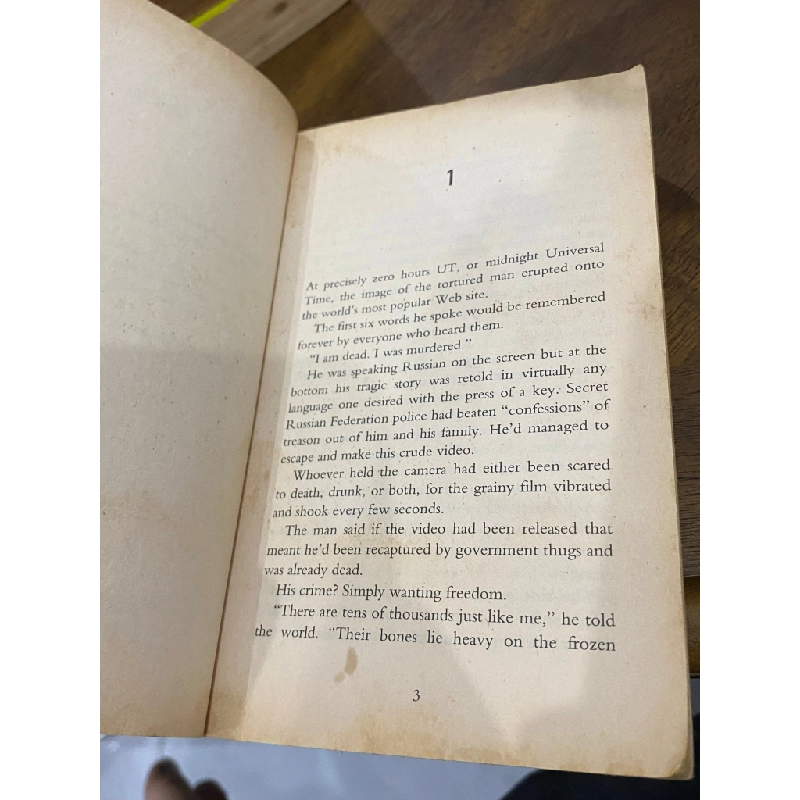 1
At precisely zero hours UT, or midnight Universal
Time, the image of the tortured man erupted onto
the world's most popular Web site.
The first six words he spoke would be remembered
forever by everyone who heard them.
"I am dead. I was murdered."
He was speaking Russian on the screen but at the
bottom his tragic story was retold in virtually any
language one desired with the press of a key. Secret
Russian Federation police had beaten "confessions" of
treason out of him and his family. He'd managed to
escape and make this crude video.
Whoever held the camera had either been scared
to death, drunk, or both, for the grainy film vibrated
and shook every few seconds.
The man said if the video had been released that
meant he'd been recaptured by government thugs and
was already dead.
His crime? Simply wanting freedom.
"There are tens of thousands just like me," he told
the world. "Their bones lie heavy on the frozen
3